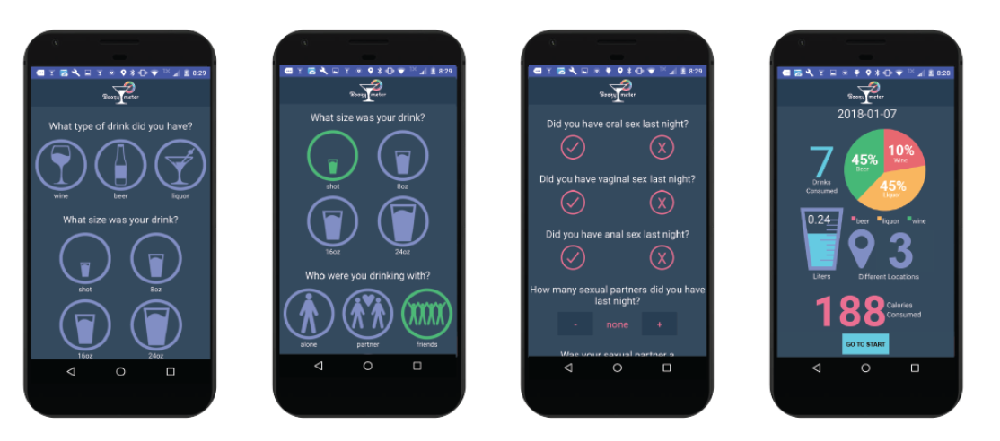 8:29
Boozy meter
What type of drink did you have?
wine beer liquor
What size was your drink?
shot 8oz
16oz 24oz
8:29
Boozy meter
What size was your drink?
shot 8oz
16oz 24oz
Who were you drinking with?
alone partner friends
8:29
Boozy meter
Did you have oral sex last night?
X
Did you have vaginal sex last night?
X
Did you have anal sex last night?
X
How many sexual partners did you have
last night?
- none +
Was your sexual partner a
8:28
Boozy meter
2018-01-07
7
Drinks
Consumed
45%
Beer
10%
Wine
45%
Liquor
0.24
Liters
beer liquor wine
3
Different Locations
188
Calories
Consumed
GO TO START